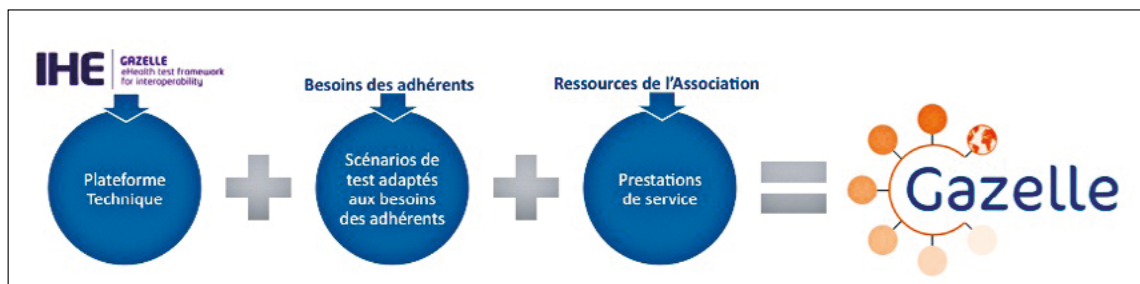 IHE
GAZELLE
eHealth test framework
for interoperability
Besoins des adhérents
Ressources de l'Association
Plateforme
Technique
Scénarios de
test adaptés
aux besoins
des adhérents
Prestations
de service
Gazelle